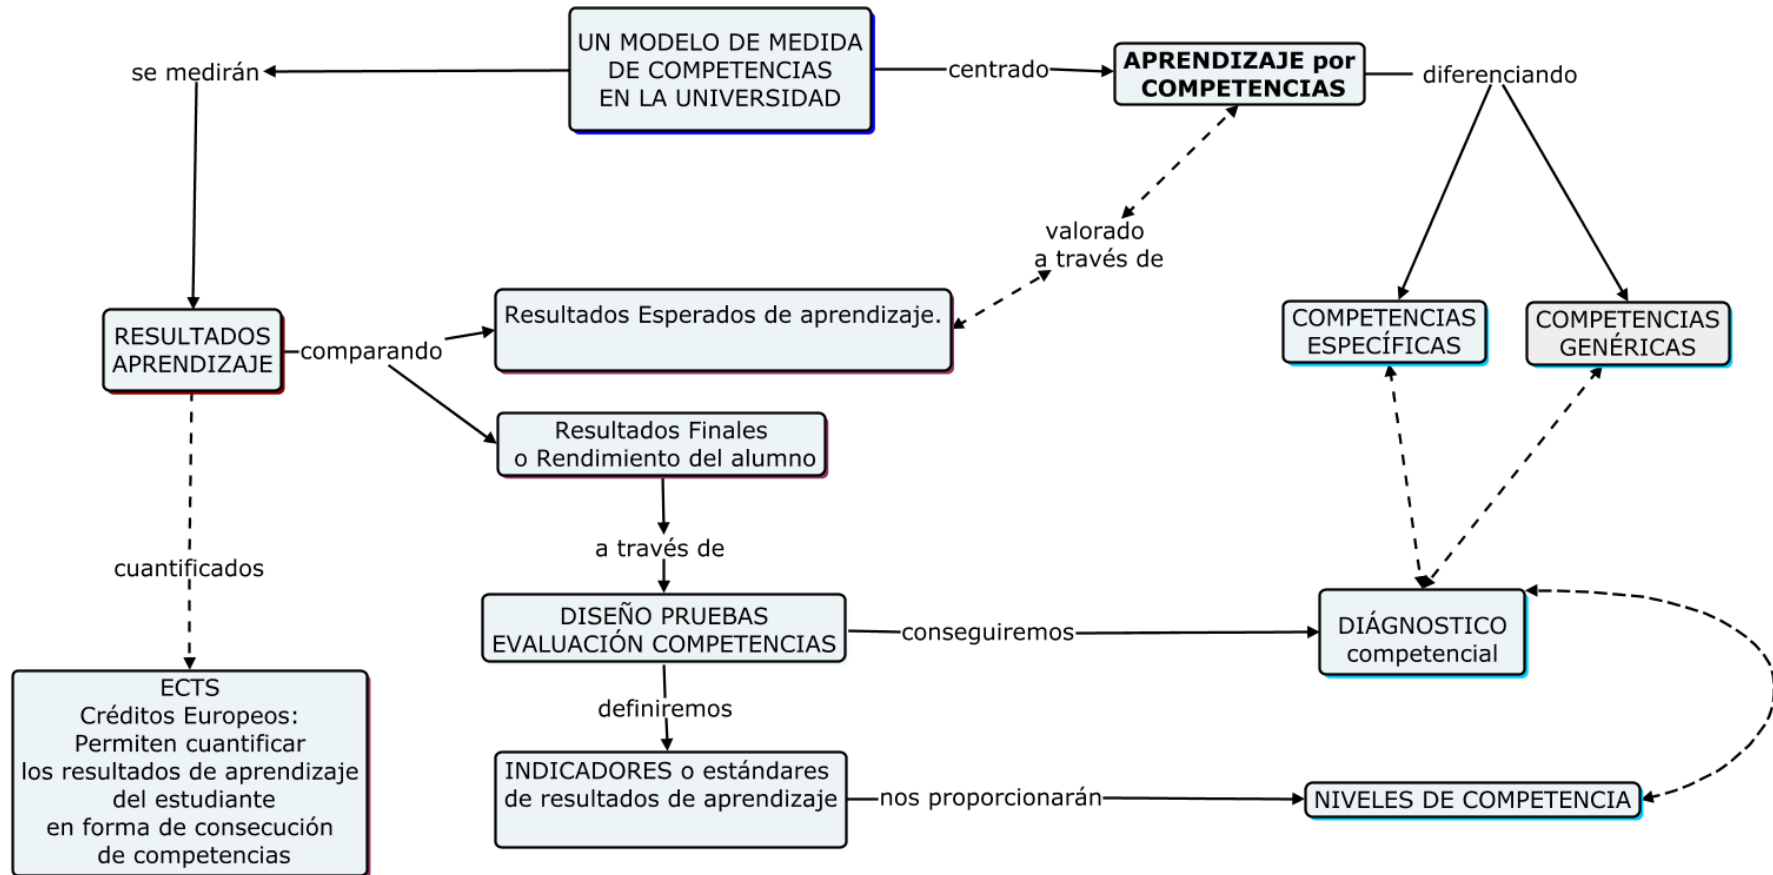 UN MODELO DE MEDIDA
DE COMPETENCIAS
EN LA UNIVERSIDAD
se medirán
centrado
APRENDIZAJE por
COMPETENCIAS
diferenciando
valorado
a través de
RESULTADOS
APRENDIZAJE
comparando
Resultados Esperados de aprendizaje.
COMPETENCIAS
ESPECÍFICAS
COMPETENCIAS
GENÉRICAS
Resultados Finales
o Rendimiento del alumno
a través de
cuantificados
DISEÑO PRUEBAS
EVALUACIÓN COMPETENCIAS
conseguiremos
DIÁGNOSTICO
competencial
definiremos
ECTS
Créditos Europeos:
Permiten cuantificar
los resultados de aprendizaje
del estudiante
en forma de consecución
de competencias
INDICADORES o estándares
de resultados de aprendizaje
nos proporcionarán
NIVELES DE COMPETENCIA